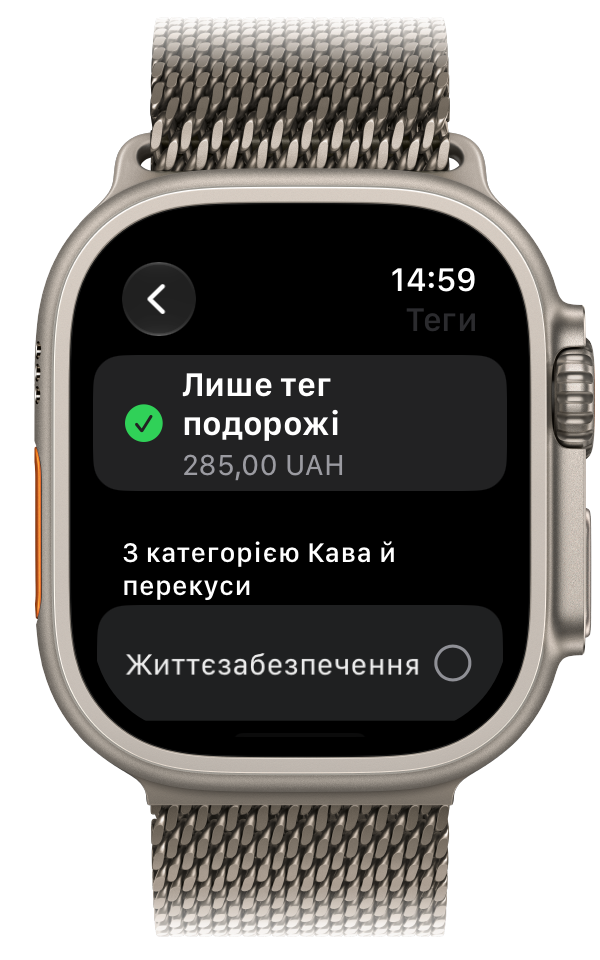 14:59
Теги
Лише тег
подорожі
285,00 UAH
З категорією Кава й
перекуси
Життєзабезпечення